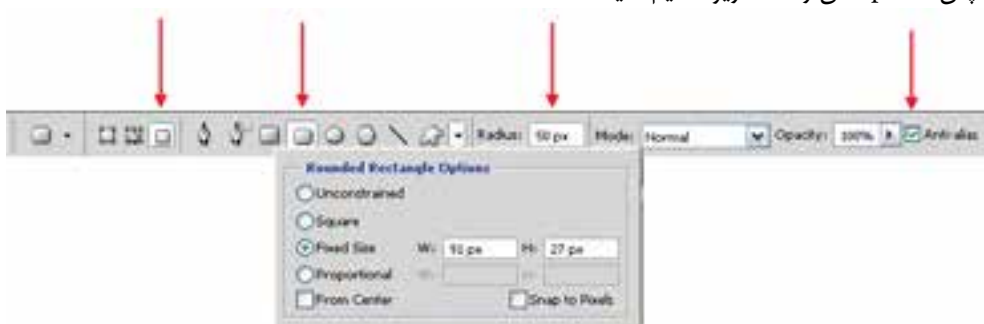 Radius: 50 px Mode: Normal Opacity: 100% Anti-alias
Rounded Rectangle Options
Unconstrained
Square
Fixed Size W: 91 px H: 27 px
Proportional
From Center Snap to Pixels